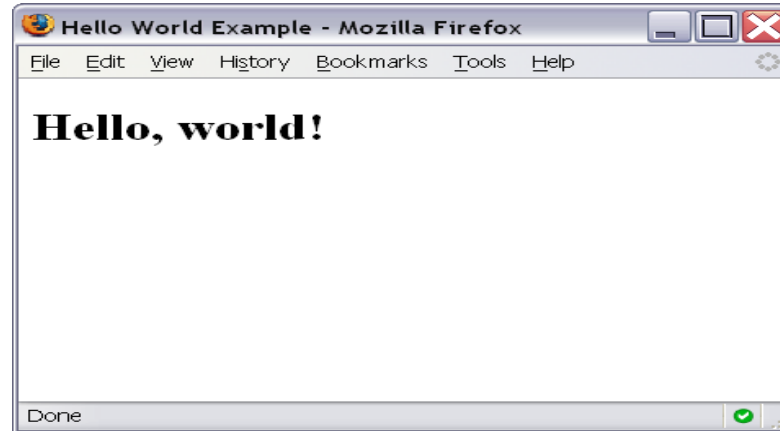 Hello World Example - Mozilla Firefox
File Edit View History Bookmarks Tools Help
Hello, world!
Done